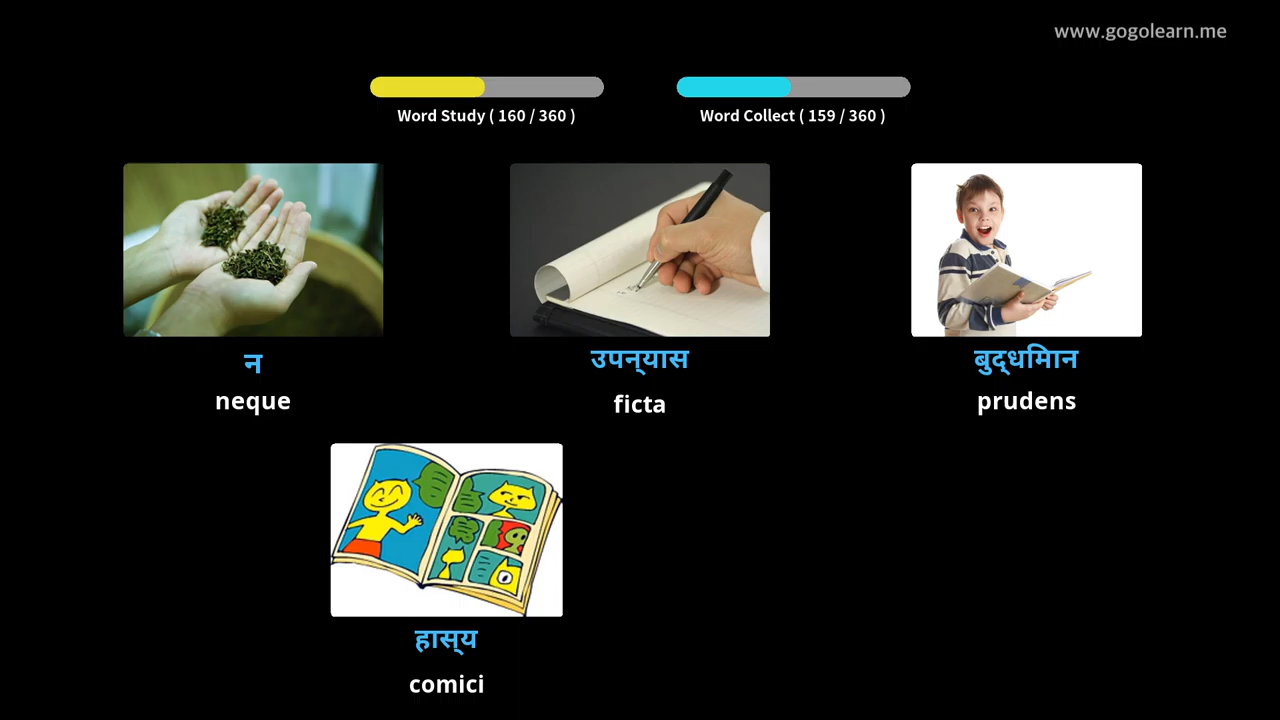 www.gogolearn.me
Word Study ( 160 / 360 )
Word Collect ( 159 / 360 )
न
neque
उपन्यास
ficta
बुद्धिमान
prudens
हास्य
comici